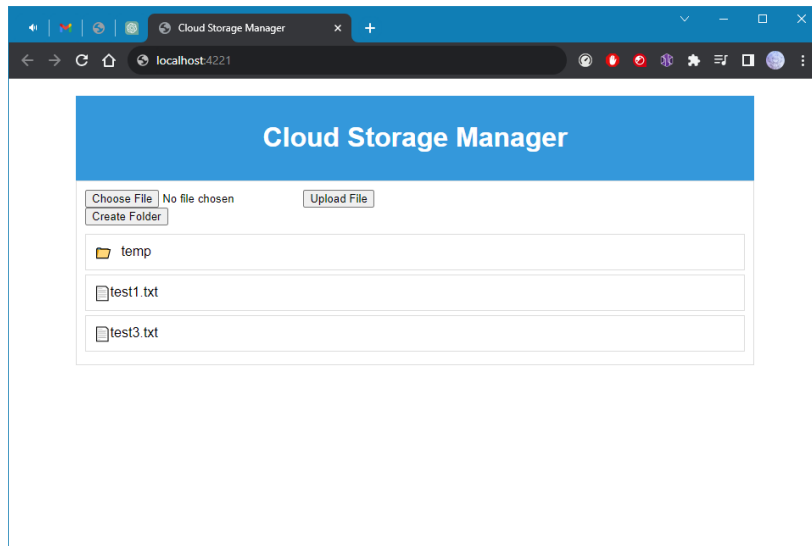 Cloud Storage Manager
localhost:4221
Cloud Storage Manager
Choose File No file chosen Upload File
Create Folder
temp
test1.txt
test3.txt